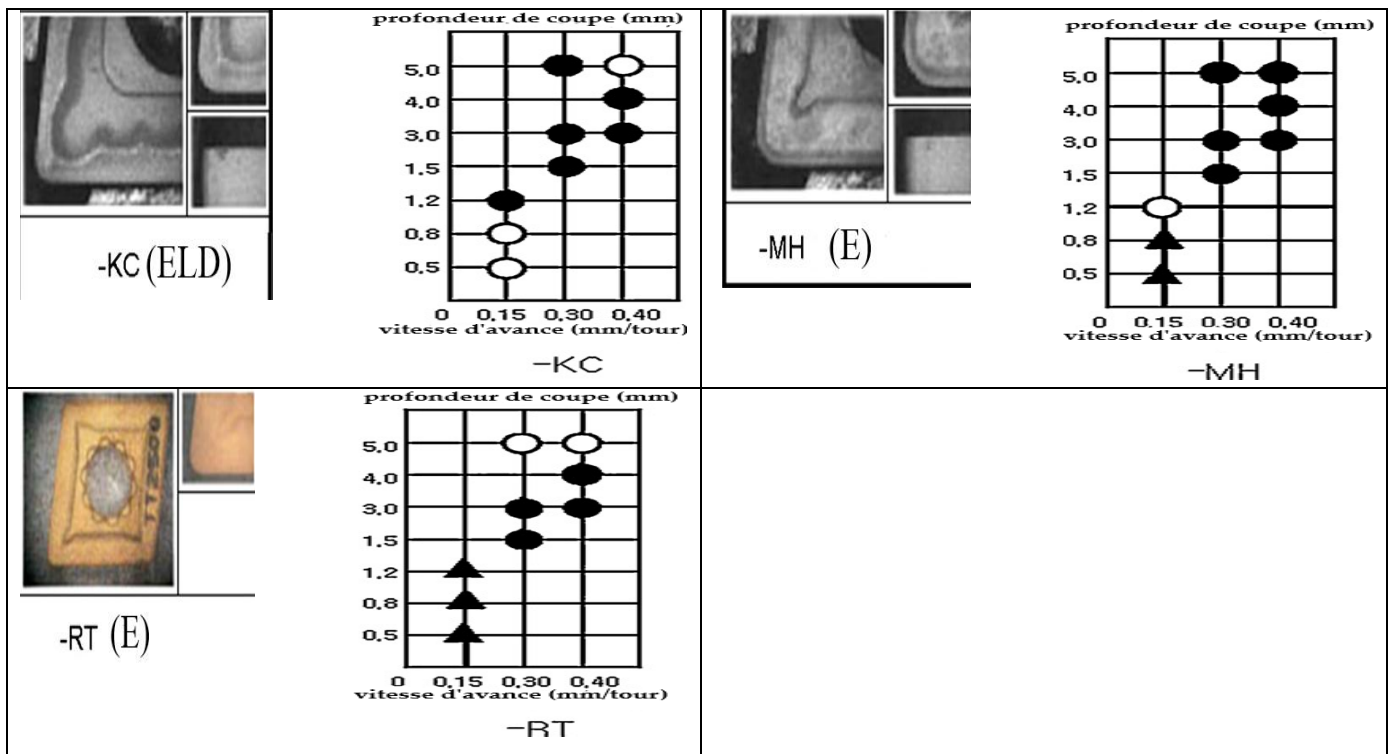 profondeur de coupe (mm)
5.0
4.0
3.0
1.5
1.2
0.8
0.5
0 0.15 0.30 0.40
vitesse d'avance (mm/tour)
-KC
-KC (ELD)
profondeur de coupe (mm)
5.0
4.0
3.0
1.5
1.2
0.8
0.5
0 0.15 0.30 0.40
vitesse d'avance (mm/tour)
-MH
-MH (E)
profondeur de coupe (mm)
5.0
4.0
3.0
1.5
1.2
0.8
0.5
0 0.15 0.30 0.40
vitesse d'avance (mm/tour)
-RT
-RT (E)